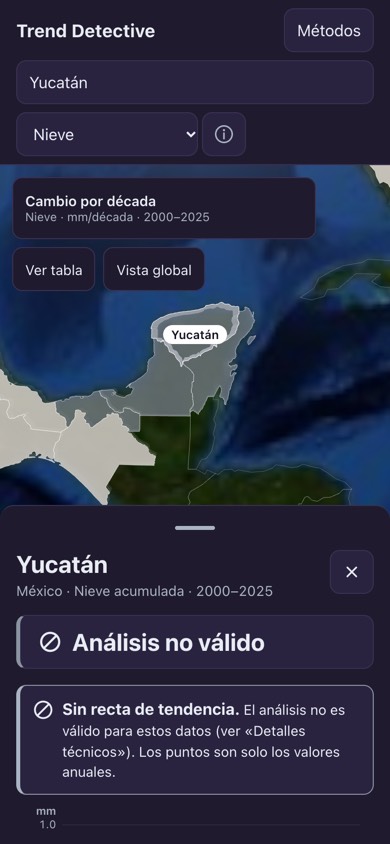 Trend Detective
Métodos
Yucatán
Nieve
Cambio por década
Nieve · mm/década · 2000–2025
Ver tabla
Vista global
Yucatán
Yucatán
México · Nieve acumulada · 2000–2025
Análisis no válido
Sin recta de tendencia. El análisis no es
válido para estos datos (ver «Detalles
técnicos»). Los puntos son solo los valores
anuales.
mm
1.0